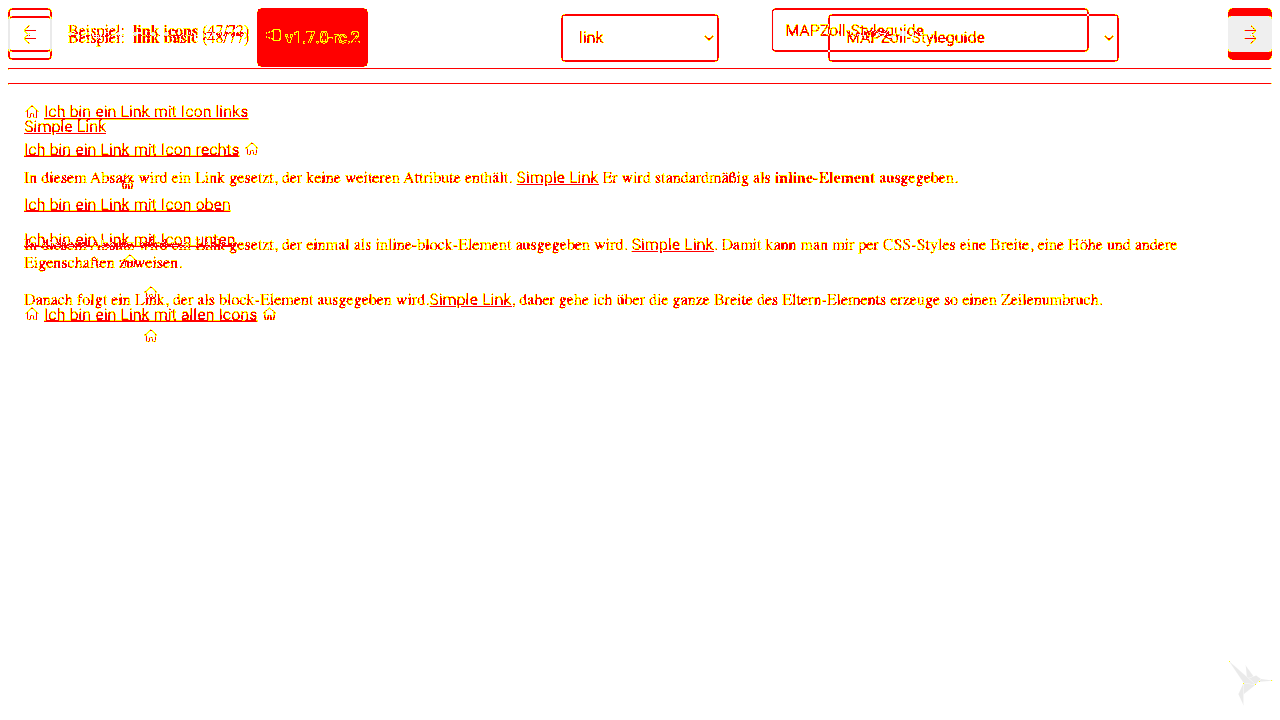 Beispiel: link icons (47/72)
Beispiel: link basic (48/77)
v1.7.0-rc.2
link
MAPZoll-Styleguide
MAPZoll-Styleguide
Ich bin ein Link mit Icon links
Simple Link
Ich bin ein Link mit Icon rechts
In diesem Absatz wird ein Link gesetzt, der keine weiteren Attribute enthält. Simple Link Er wird standardmäßig als inline-Element ausgegeben.
Ich bin ein Link mit Icon oben
Ich bin ein Link mit Icon unten
In diesem Absatz wird ein Link gesetzt, der einmal als inline-block-Element ausgegeben wird. Simple Link. Damit kann man mir per CSS-Styles eine Breite, eine Höhe und andere
Eigenschaften zuweisen.
Danach folgt ein Link, der als block-Element ausgegeben wird.Simple Link, daher gehe ich über die ganze Breite des Eltern-Elements erzeuge so einen Zeilenumbruch.
Ich bin ein Link mit allen Icons